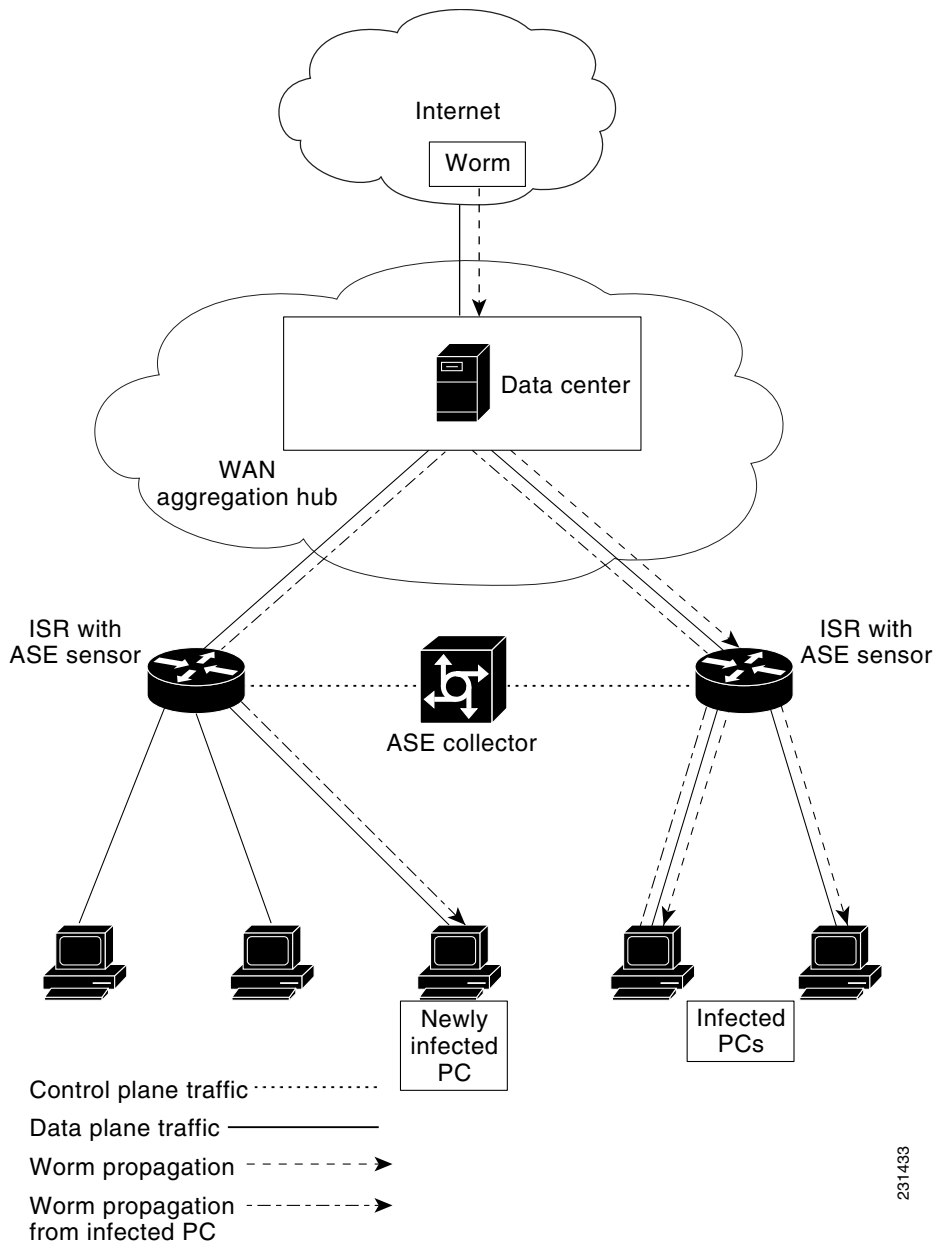 Internet
Worm
Data center
WAN
aggregation hub
ISR with
ASE sensor
ISR with
ASE sensor
ASE collector
Newly
infected
PC
Infected
PCs
Control plane traffic
Data plane traffic
Worm propagation
Worm propagation
from infected PC
231433